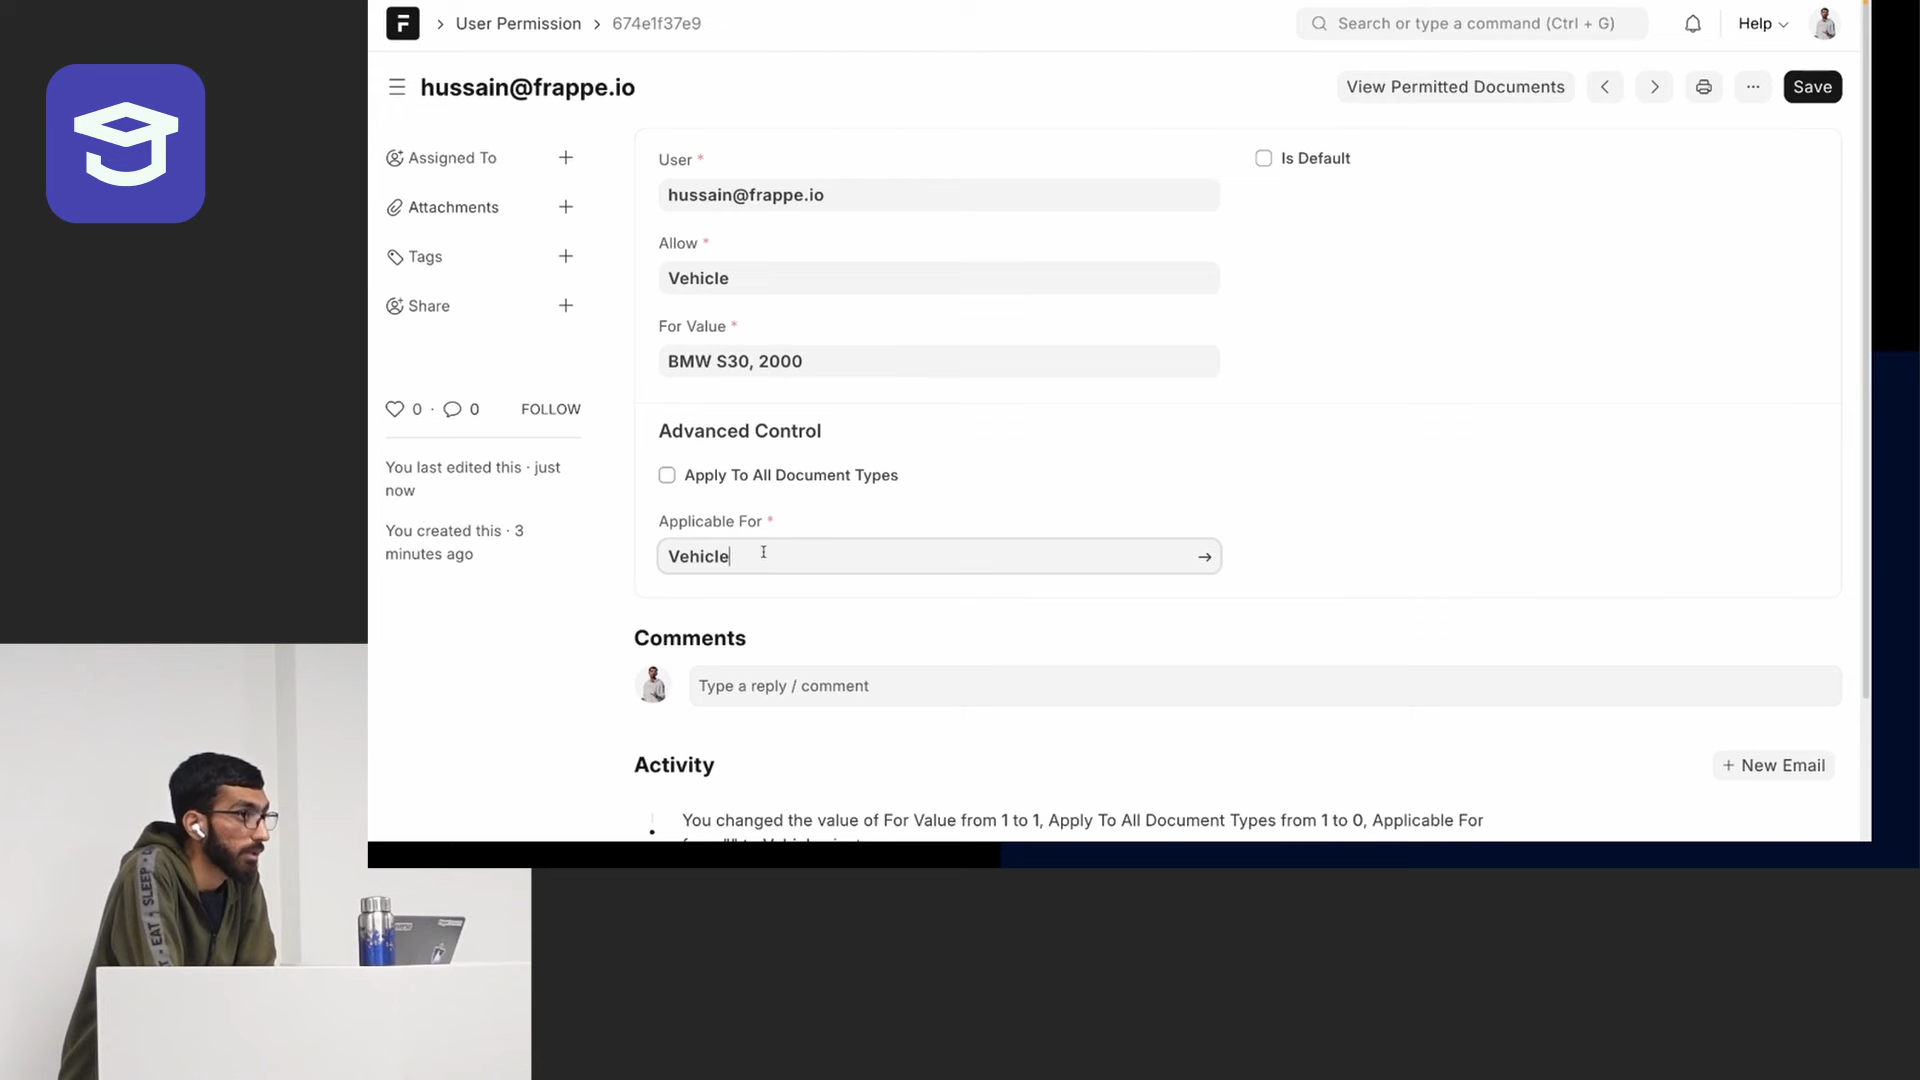 User Permission
674e1f37e9
Search or type a command (Ctrl + G)
Help
hussain@frappe.io
View Permitted Documents
Save
Assigned To
Attachments
Tags
Share
0 · 0
FOLLOW
You last edited this · just
now
You created this · 3
minutes ago
User *
hussain@frappe.io
Is Default
Allow *
Vehicle
For Value *
BMW S30, 2000
Advanced Control
Apply To All Document Types
Applicable For *
Vehicle
Comments
Type a reply / comment
Activity
+ New Email
You changed the value of For Value from 1 to 1, Apply To All Document Types from 1 to 0, Applicable For
EAT · SLEEP